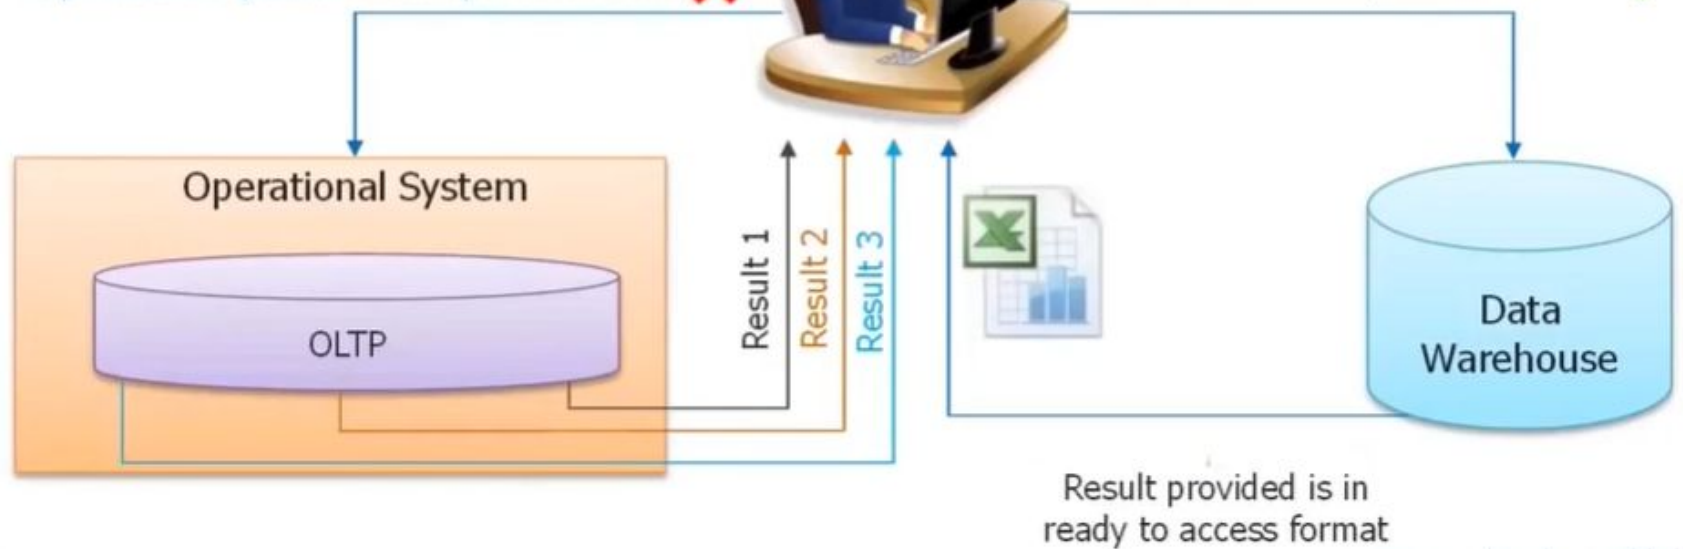 Operational System
OLTP
Result 1
Result 2
Result 3
Data
Warehouse
Result provided is in
ready to access format